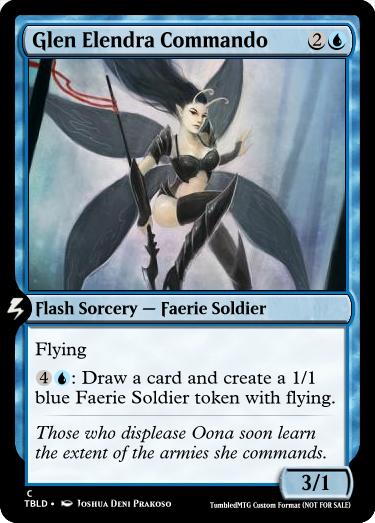 Glen Elendra Commando 2
Flash Sorcery — Faerie Soldier
Flying
4: Draw a card and create a 1/1
blue Faerie Soldier token with flying.
Those who displease Oona soon learn
the extent of the armies she commands.
3/1
C
TBLD • Joshua Deni Prakoso
TumbledMTG Custom Format (NOT FOR SALE)